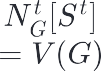 N_G^t[S^t]
= V(G)